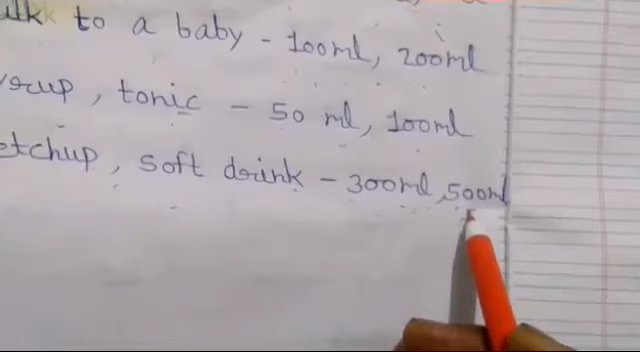 to a baby - 100ml, 200ml
tonic - 50 ml, 100ml
soft drink - 300ml, 500ml